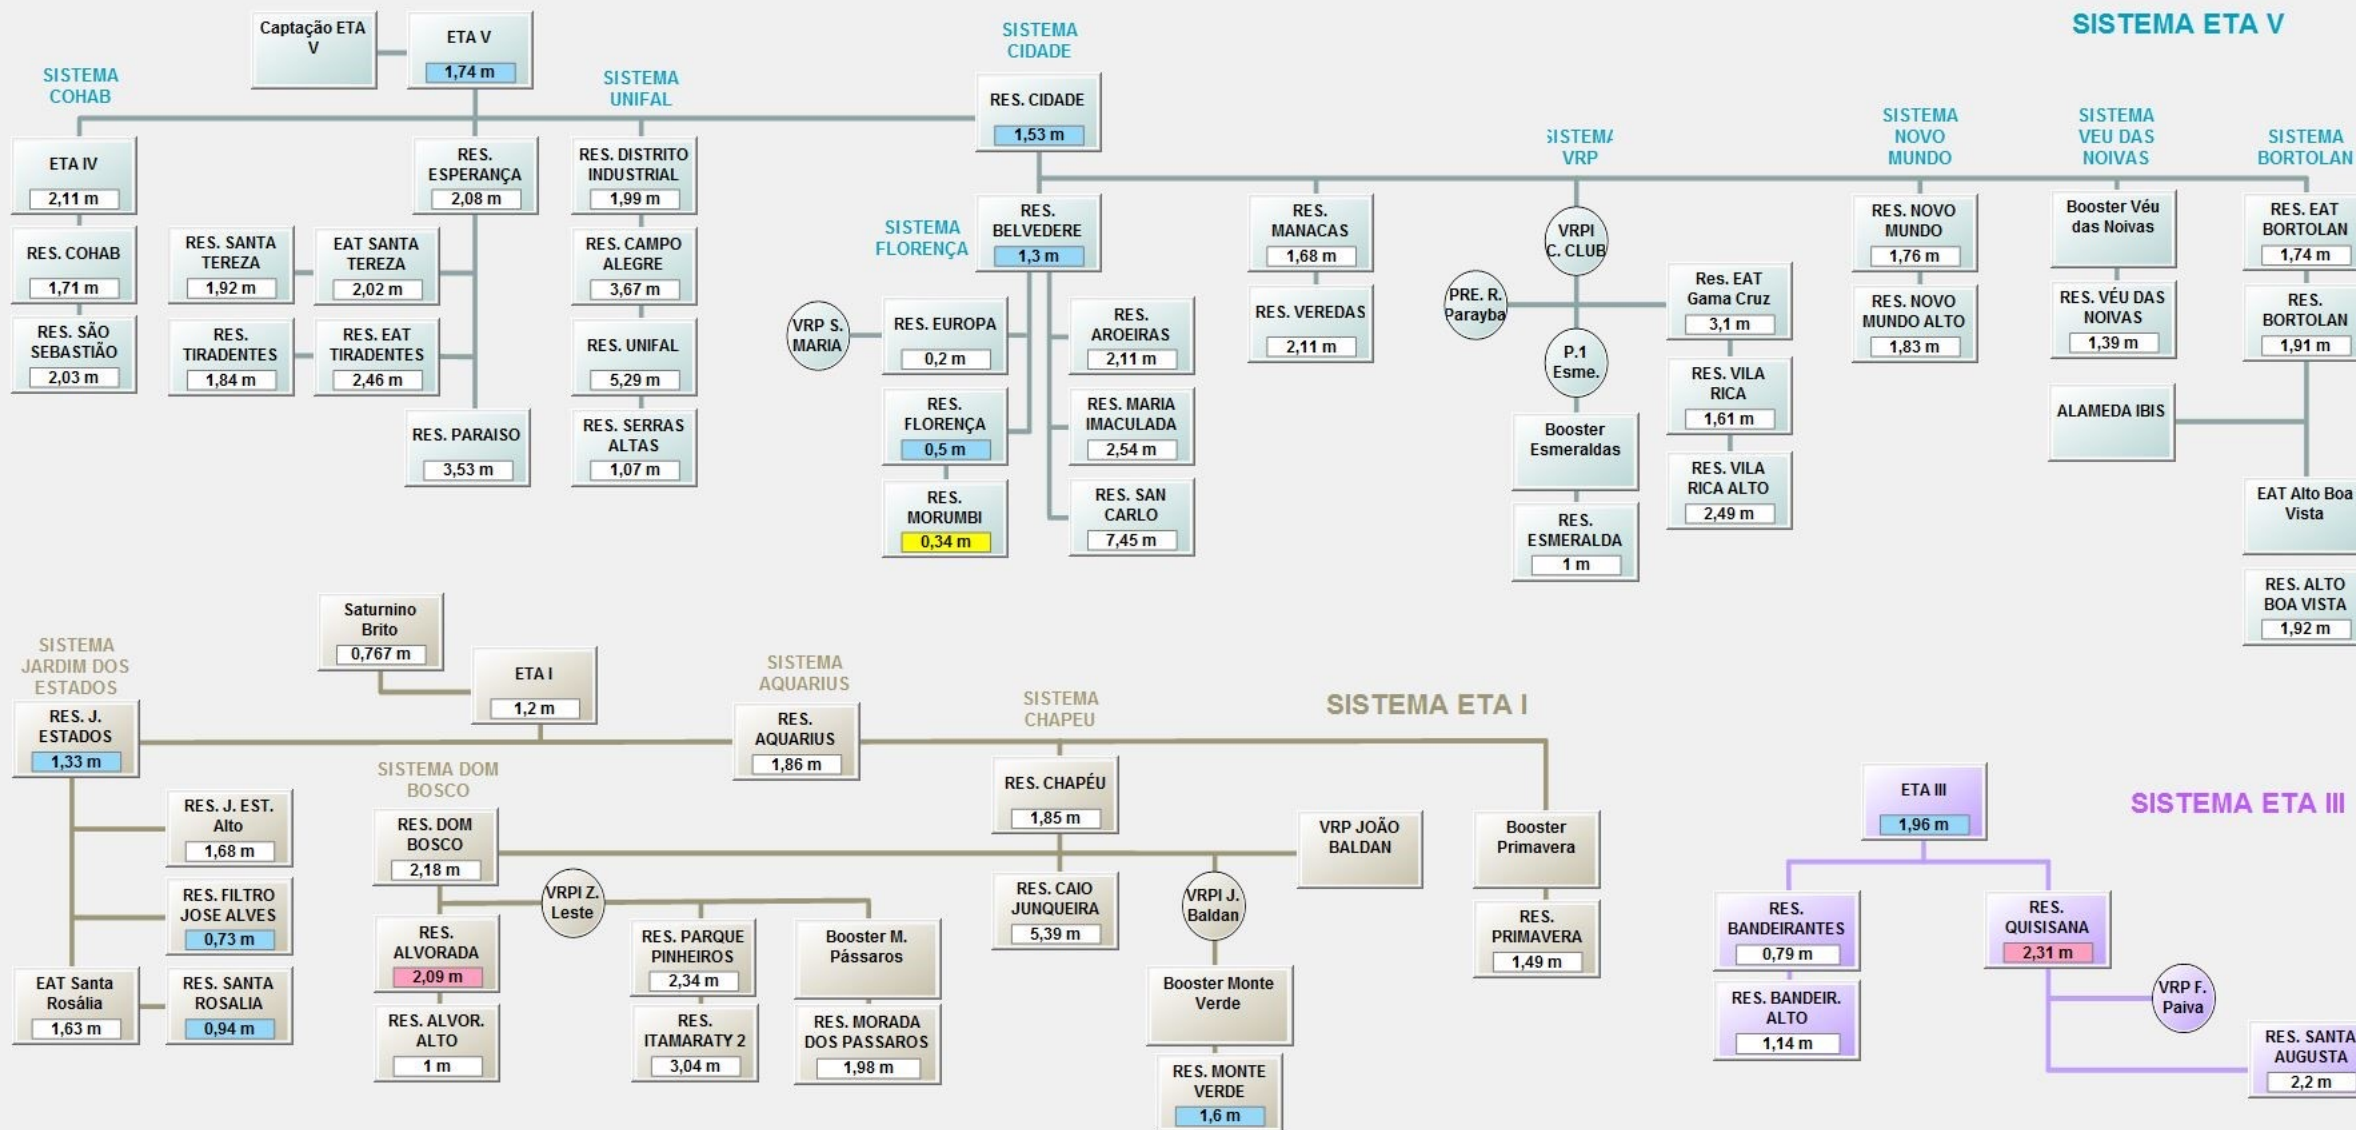 SISTEMA ETA V
Captação ETA
V
ETA V
1,74 m
SISTEMA
COHAB
SISTEMA
UNIFAL
SISTEMA
CIDADE
RES. CIDADE
1,53 m
ETA IV
2,11 m
RES. COHAB
1,71 m
RES. SÃO
SEBASTIÃO
2,03 m
RES.
ESPERANÇA
2,08 m
RES. SANTA
TEREZA
1,92 m
EAT SANTA
TEREZA
2,02 m
RES.
TIRADENTES
1,84 m
RES. EAT
TIRADENTES
2,46 m
RES. PARAISO
3,53 m
RES. DISTRITO
INDUSTRIAL
1,99 m
RES. CAMPO
ALEGRE
3,67 m
RES. UNIFAL
5,29 m
RES. SERRAS
ALTAS
1,07 m
SISTEMA
FLORENÇA
RES.
BELVEDERE
1,3 m
VRP S.
MARIA
RES. EUROPA
0,2 m
RES.
FLORENÇA
0,5 m
RES.
MORUMBI
0,34 m
RES.
AROEIRAS
2,11 m
RES. MARIA
IMACULADA
2,54 m
RES. SAN
CARLO
7,45 m
RES.
MANACAS
1,68 m
RES. VEREDAS
2,11 m
SISTEMA
VRP
VRPI
C. CLUB
PRE. R.
Parayba
P.1
Esme.
Booster
Esmeraldas
RES.
ESMERALDA
1 m
Res. EAT
Gama Cruz
3,1 m
RES. VILA
RICA
1,61 m
RES. VILA
RICA ALTO
2,49 m
SISTEMA
NOVO
MUNDO
RES. NOVO
MUNDO
1,76 m
RES. NOVO
MUNDO ALTO
1,83 m
SISTEMA
VEU DAS
NOIVAS
Booster Véu
das Noivas
RES. VÉU DAS
NOIVAS
1,39 m
SISTEMA
BORTOLAN
RES. EAT
BORTOLAN
1,74 m
RES.
BORTOLAN
1,91 m
ALAMEDA IBIS
EAT Alto Boa
Vista
RES. ALTO
BOA VISTA
1,92 m
SISTEMA ETA I
Saturnino
Brito
0,767 m
ETA I
1,2 m
SISTEMA
JARDIM DOS
ESTADOS
RES. J.
ESTADOS
1,33 m
RES. J. EST.
Alto
1,68 m
RES. FILTRO
JOSE ALVES
0,73 m
EAT Santa
Rosália
1,63 m
RES. SANTA
ROSALIA
0,94 m
SISTEMA
AQUARIUS
RES.
AQUARIUS
1,86 m
SISTEMA DOM
BOSCO
RES. DOM
BOSCO
2,18 m
RES.
ALVORADA
2,09 m
RES. ALVOR.
ALTO
1 m
VRPI Z.
Leste
RES. PARQUE
PINHEIROS
2,34 m
RES.
ITAMARATY 2
3,04 m
Booster M.
Pássaros
RES. MORADA
DOS PASSAROS
1,98 m
SISTEMA
CHAPEU
RES. CHAPÉU
1,85 m
RES. CAIO
JUNQUEIRA
5,39 m
VRPI J.
Baldan
Booster Monte
Verde
RES. MONTE
VERDE
1,6 m
VRP JOÃO
BALDAN
Booster
Primavera
RES.
PRIMAVERA
1,49 m
SISTEMA ETA III
ETA III
1,96 m
RES.
BANDEIRANTES
0,79 m
RES. BANDEIR.
ALTO
1,14 m
RES.
QUISISANA
2,31 m
VRP F.
Paiva
RES. SANTA
AUGUSTA
2,2 m